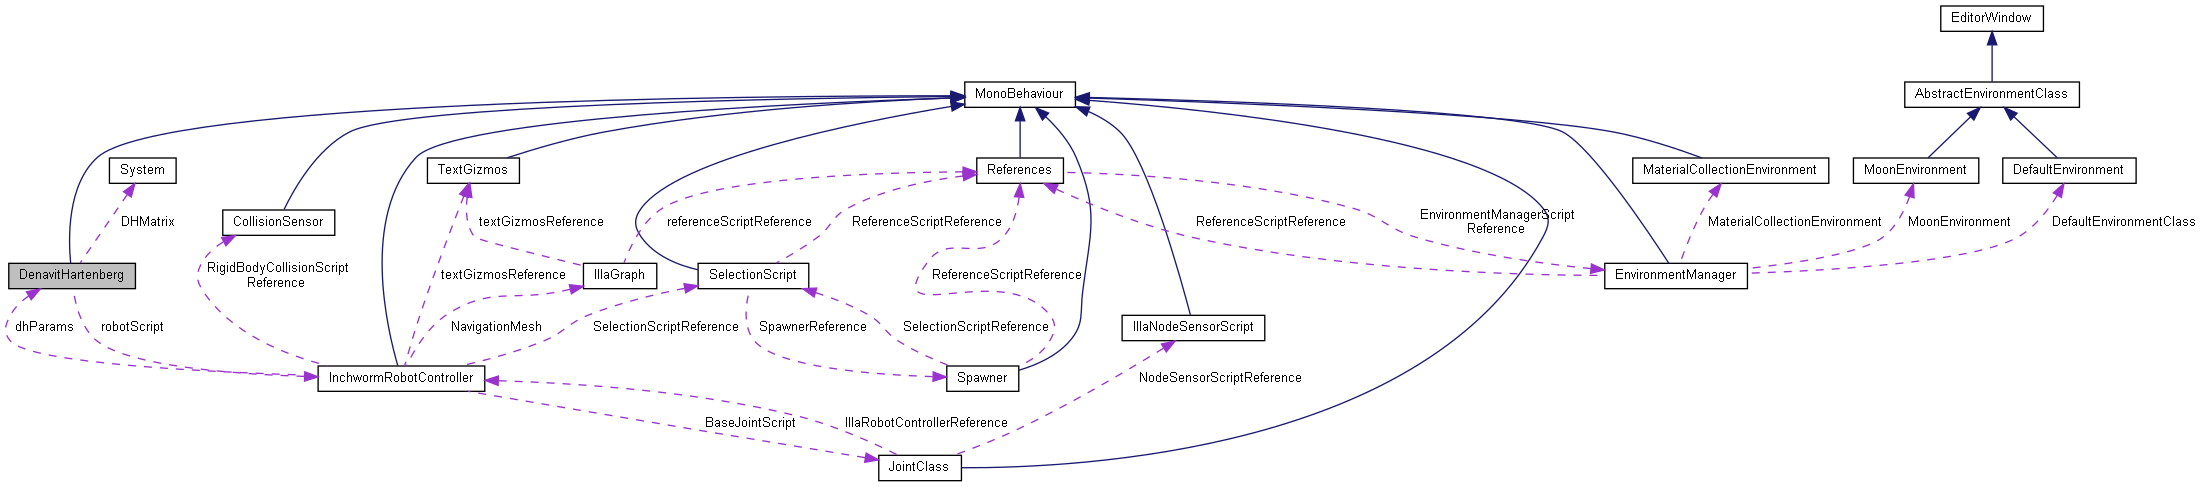 EditorWindow
MonoBehaviour
AbstractEnvironmentClass
System
TextGizmos
References
MaterialCollectionEnvironment
MoonEnvironment
DefaultEnvironment
DHMatrix
CollisionSensor
textGizmosReference
referenceScriptReference
ReferenceScriptReference
ReferenceScriptReference
EnvironmentManagerScript
Reference
MaterialCollectionEnvironment
MoonEnvironment
DefaultEnvironmentClass
DenavitHartenberg
RigidBodyCollisionScript
Reference
textGizmosReference
IllaGraph
SelectionScript
ReferenceScriptReference
EnvironmentManager
dhParams
robotScript
NavigationMesh
SelectionScriptReference
SpawnerReference
SelectionScriptReference
IllaNodeSensorScript
InchwormRobotController
Spawner
NodeSensorScriptReference
BaseJointScript
IllaRobotControllerReference
JointClass